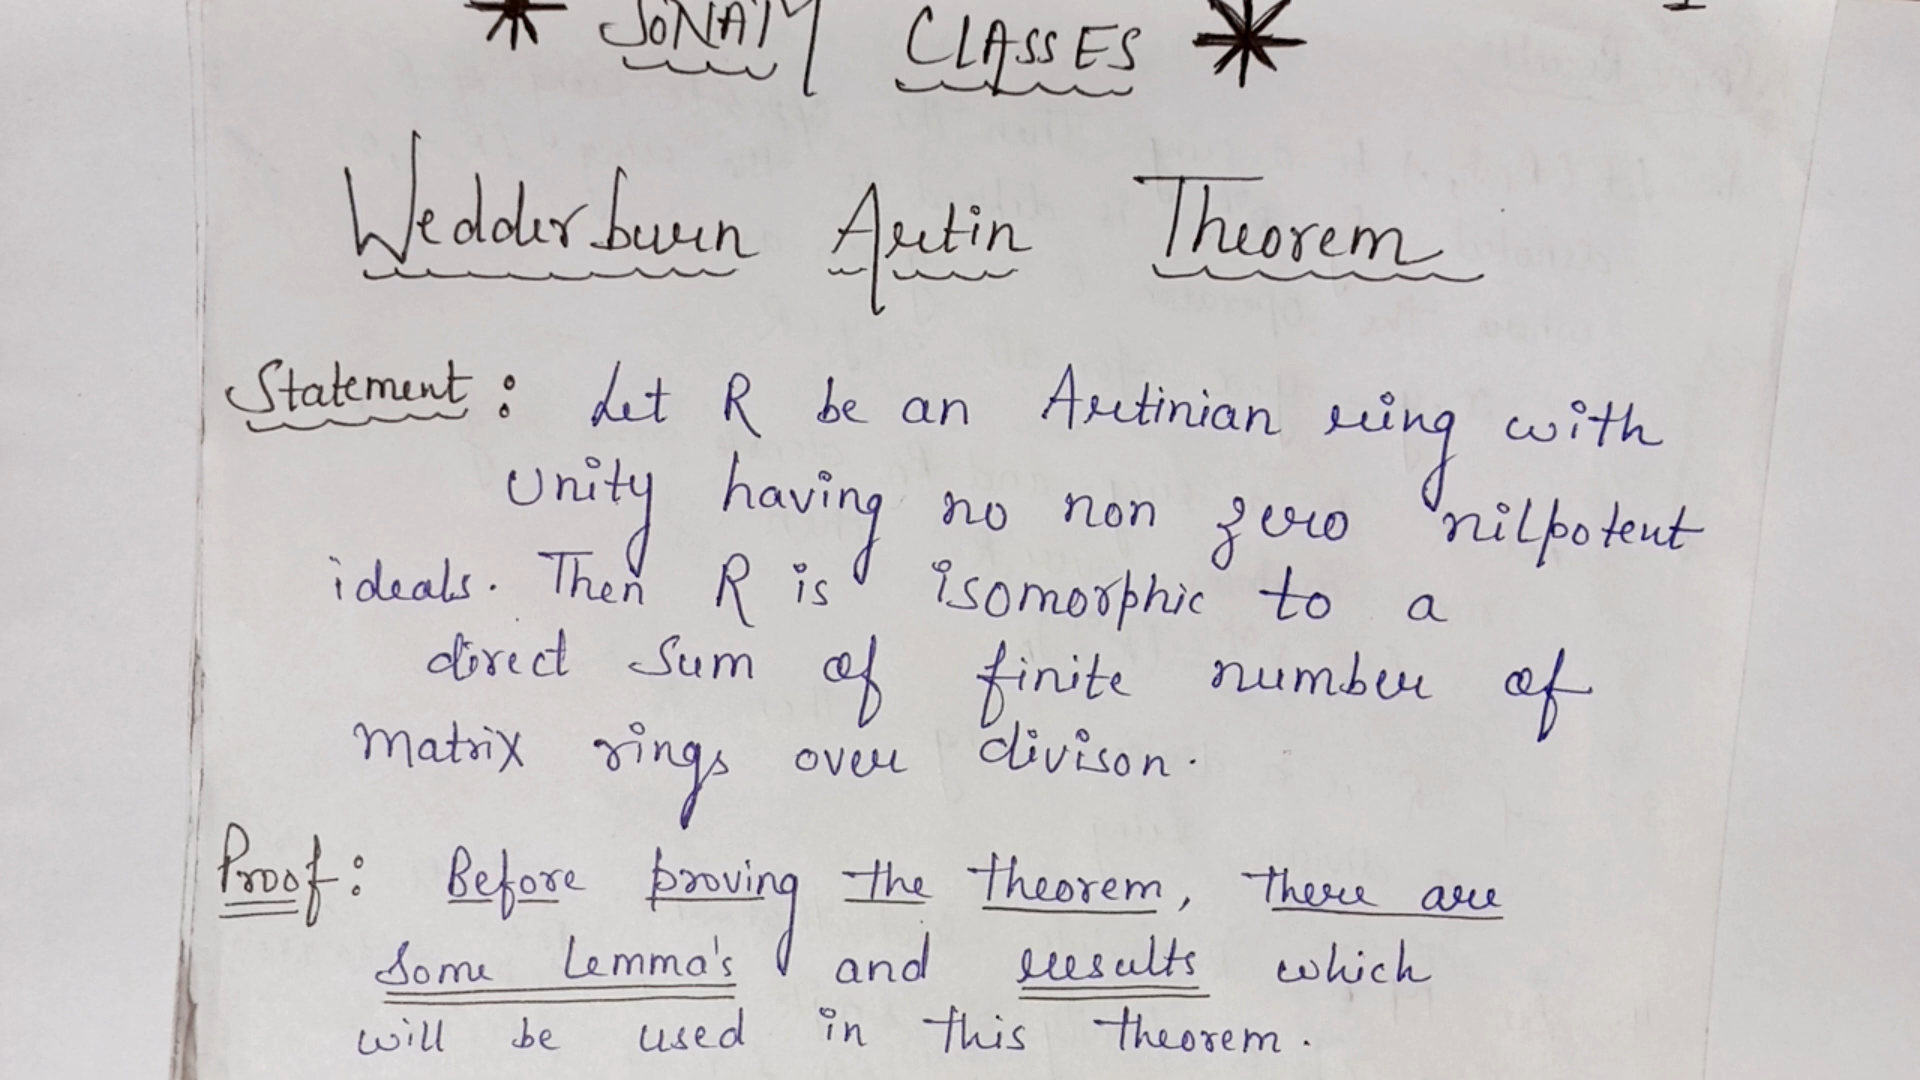 CLASSES
Wedderburn Artin Theorem
Statement : Let R be an Artinian ring with
Unity having no non zero nilpotent
ideals. Then R is isomorphic to a
direct Sum of finite number of
Matrix rings over divison.
Proof : Before proving the theorem, there are
Some Lemma's and results which
will be used in this theorem.